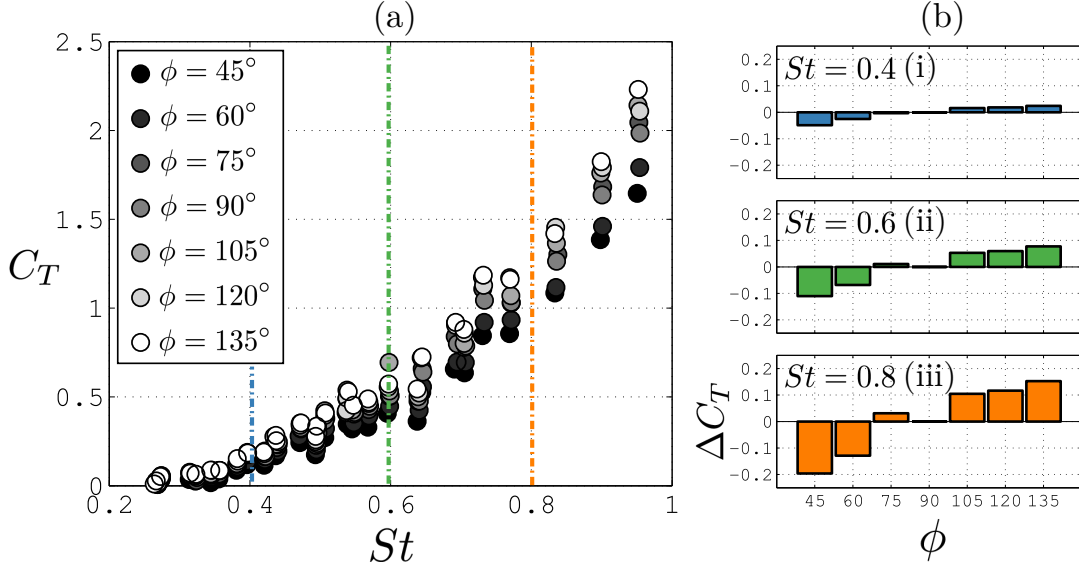 (a)
2.5
2
1.5
1
0.5
0
C_T
ϕ = 45°
ϕ = 60°
ϕ = 75°
ϕ = 90°
ϕ = 105°
ϕ = 120°
ϕ = 135°
0.2 0.4 0.6 0.8 1
St
(b)
St = 0.4 (i)
0.2
0.1
0
-0.1
-0.2
St = 0.6 (ii)
0.2
0.1
0
-0.1
-0.2
St = 0.8 (iii)
0.2
0.1
0
-0.1
-0.2
ΔC_T
45 60 75 90 105 120 135
ϕ